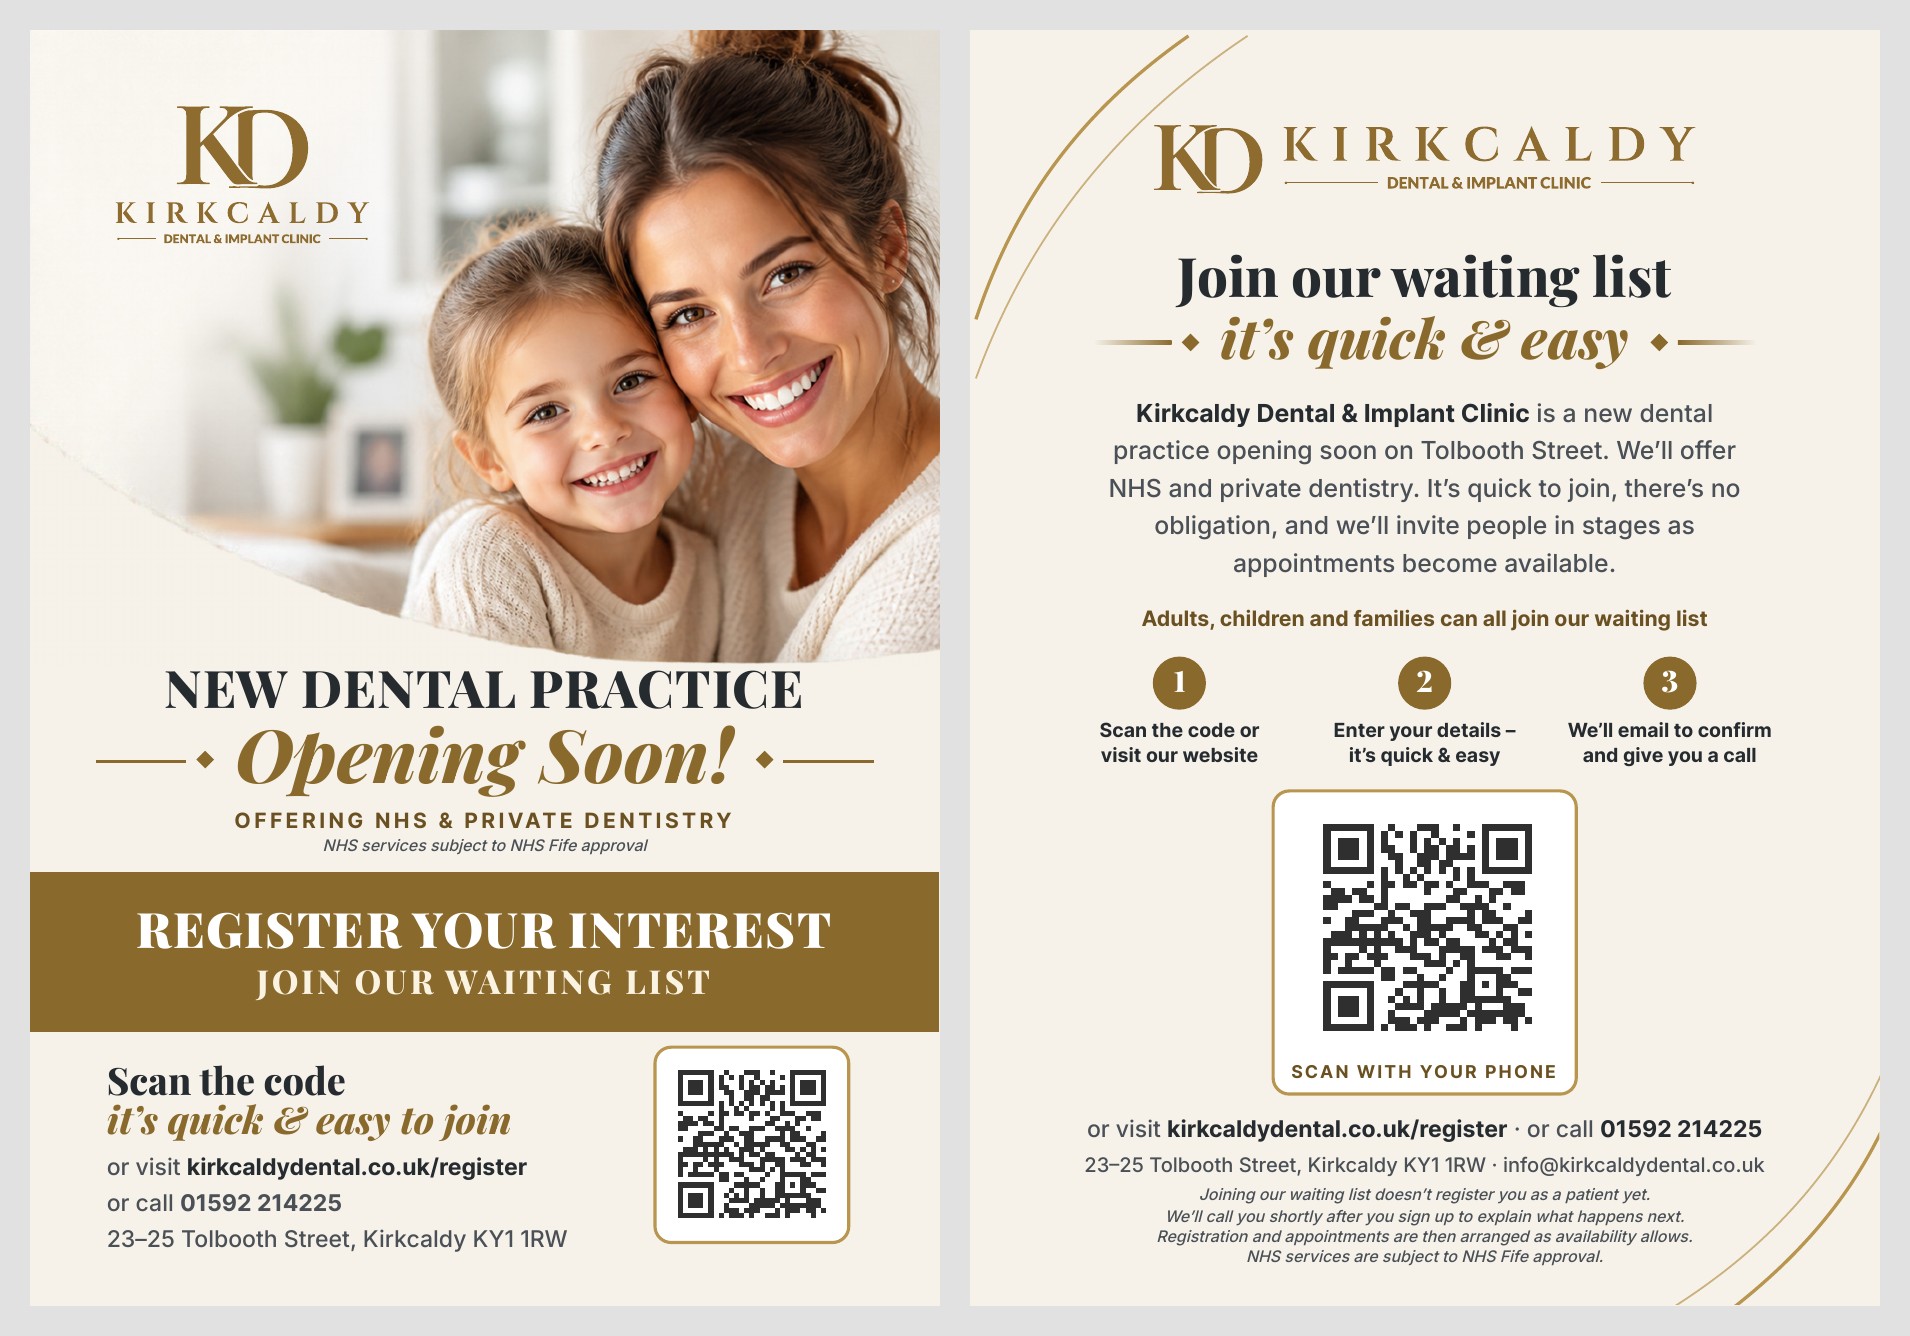 KD
KIRKCALDY
DENTAL & IMPLANT CLINIC
NEW DENTAL PRACTICE
Opening Soon!
OFFERING NHS & PRIVATE DENTISTRY
NHS services subject to NHS Fife approval
REGISTER YOUR INTEREST
JOIN OUR WAITING LIST
Scan the code
it’s quick & easy to join
or visit kirkcaldydental.co.uk/register
or call 01592 214225
23–25 Tolbooth Street, Kirkcaldy KY1 1RW
KD KIRKCALDY
DENTAL & IMPLANT CLINIC
Join our waiting list
it’s quick & easy
Kirkcaldy Dental & Implant Clinic is a new dental
practice opening soon on Tolbooth Street. We’ll offer
NHS and private dentistry. It’s quick to join, there’s no
obligation, and we’ll invite people in stages as
appointments become available.
Adults, children and families can all join our waiting list
1
Scan the code or
visit our website
2
Enter your details –
it’s quick & easy
3
We’ll email to confirm
and give you a call
SCAN WITH YOUR PHONE
or visit kirkcaldydental.co.uk/register · or call 01592 214225
23–25 Tolbooth Street, Kirkcaldy KY1 1RW · info@kirkcaldydental.co.uk
Joining our waiting list doesn’t register you as a patient yet.
We’ll call you shortly after you sign up to explain what happens next.
Registration and appointments are then arranged as availability allows.
NHS services are subject to NHS Fife approval.